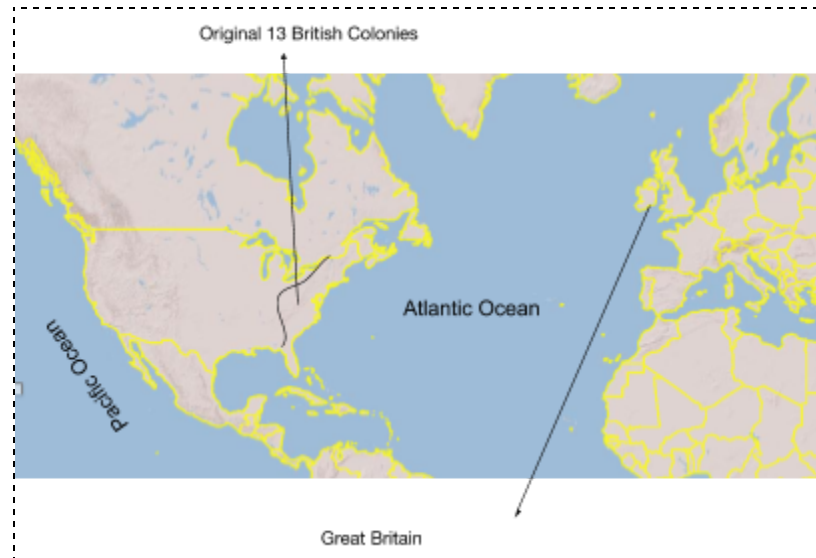 Original 13 British Colonies
Atlantic Ocean
Pacific Ocean
Great Britain